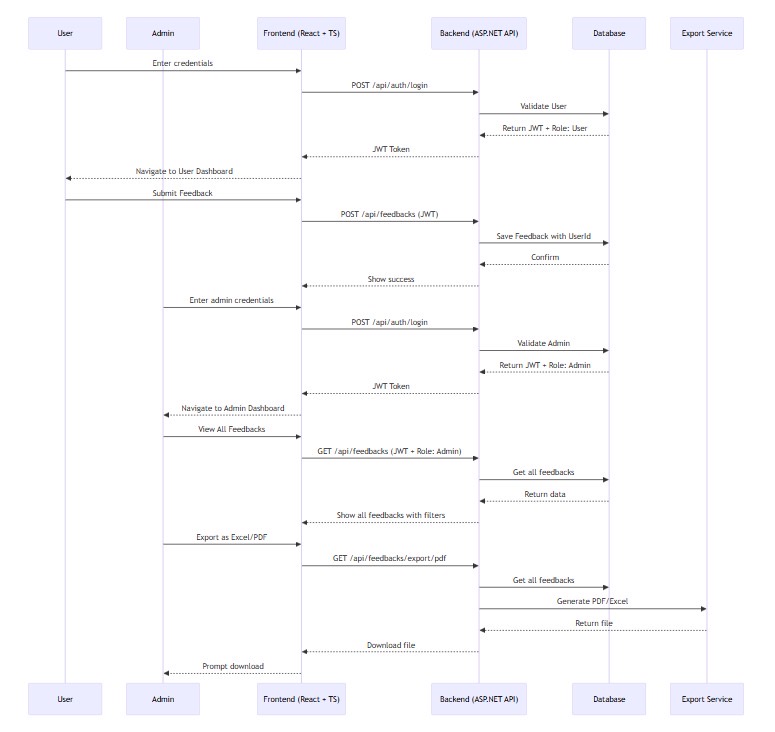 User
Admin
Frontend (React + TS)
Backend (ASP.NET API)
Database
Export Service
Enter credentials
POST /api/auth/login
Validate User
Return JWT + Role: User
JWT Token
Navigate to User Dashboard
Submit Feedback
POST /api/feedbacks (JWT)
Save Feedback with UserId
Confirm
Show success
Enter admin credentials
POST /api/auth/login
Validate Admin
Return JWT + Role: Admin
JWT Token
Navigate to Admin Dashboard
View All Feedbacks
GET /api/feedbacks (JWT + Role: Admin)
Get all feedbacks
Return data
Show all feedbacks with filters
Export as Excel/PDF
GET /api/feedbacks/export/pdf
Get all feedbacks
Generate PDF/Excel
Return file
Download file
Prompt download
User
Admin
Frontend (React + TS)
Backend (ASP.NET API)
Database
Export Service